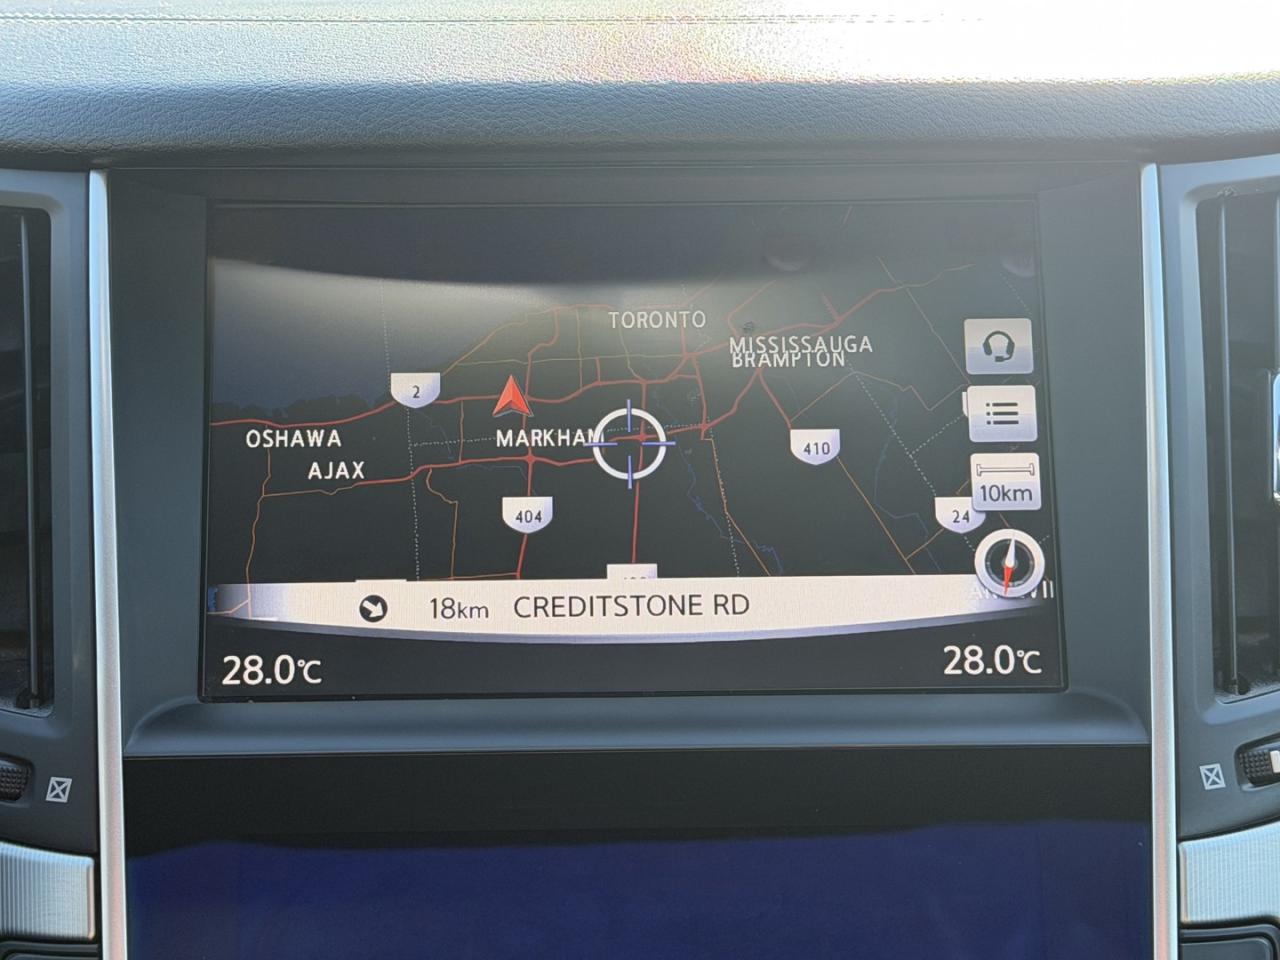 TORONTO
MISSISSAUGA
BRAMPTON
2
OSHAWA
MARKHAM
AJAX
410
10km
404
24
18km CREDITSTONE RD
28.0℃ 28.0℃